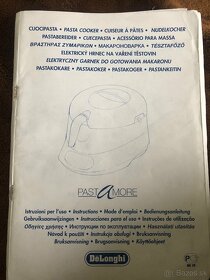 CUOCIPASTA • PASTA COOKER • CUISEUR À PÂTES • NUDELKOCHER
PASTABEREIDER • CUECEPASTA • ACESSÓRIO PARA MASSA
ΒΡΑΣΤΗΡΑΣ ΖΥΜΑΡΙΚΩΝ • МАКАРОНОВАРКА • TÉSZTAFŐZŐ
ELEKTRICKÝ HRNEC NA VAŘENÍ TĚSTOVIN
ELEKTRYCZNY GARNEK DO GOTOWANIA MAKARONU
PASTAKOKARE • PASTAKOKER • PASTAKOGER • PASTANKEITIN
PASTAMORE
Istruzioni per l'uso • Instructions • Mode d'emploi • Bedienungsanleitung
Gebruiksaanwijzingen • Instrucciones para el uso • Instruções de utilização
Οδηγίες χρήσης • Инструкции по эксплуатации • Használati utasítás
Návod k použití • Instrukcja obsługi • Bruksanvisning
Bruksanvisning • Brugsanvisning • Käyttöohjeet
DeLonghi